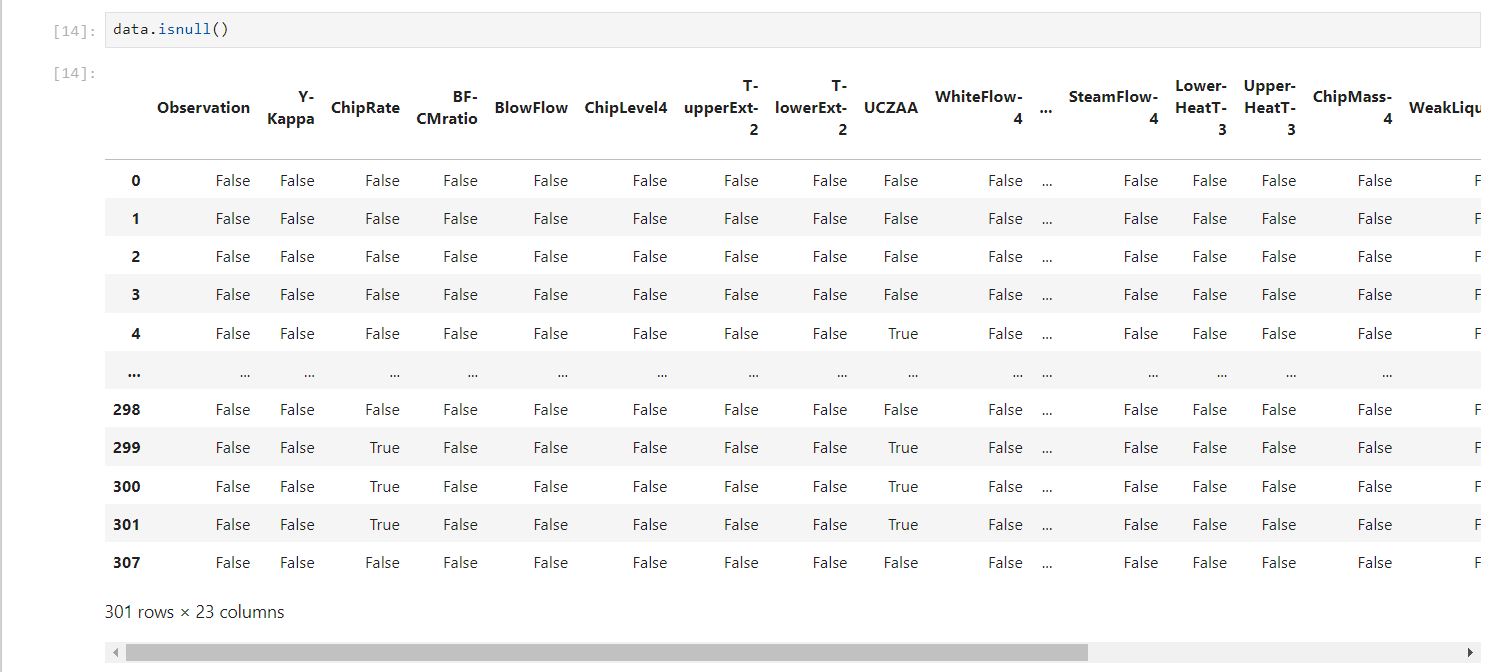 [14]: data.isnull()
[14]:
Observation Y-Kappa ChipRate BF-CMratio BlowFlow ChipLevel4 T-upperExt-2 T-lowerExt-2 UCZAA WhiteFlow-4 ... SteamFlow-4 Lower-HeatT-3 Upper-HeatT-3 ChipMass-4 WeakLiqu
0 False False False False False False False False False False ... False False False False F
1 False False False False False False False False False False ... False False False False F
2 False False False False False False False False False False ... False False False False F
3 False False False False False False False False False False ... False False False False F
4 False False False False False False False False True False ... False False False False F
... ... ... ... ... ... ... ... ... ... ... ... ... ... ... ...
298 False False False False False False False False False False ... False False False False F
299 False False True False False False False False True False ... False False False False F
300 False False True False False False False False True False ... False False False False F
301 False False True False False False False False True False ... False False False False F
307 False False False False False False False False False False ... False False False False F
301 rows × 23 columns